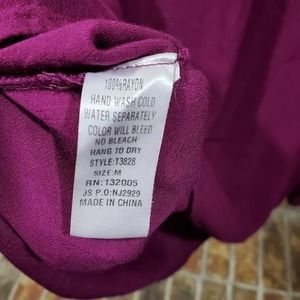 100% RAYON
HAND WASH COLD
WATER SEPARATELY
COLOR WILL BLEED
NO BLEACH
HANG TO DRY
STYLE:T3828
SIZE:M
RN:132005
JS P.O:NJ2929
MADE IN CHINA